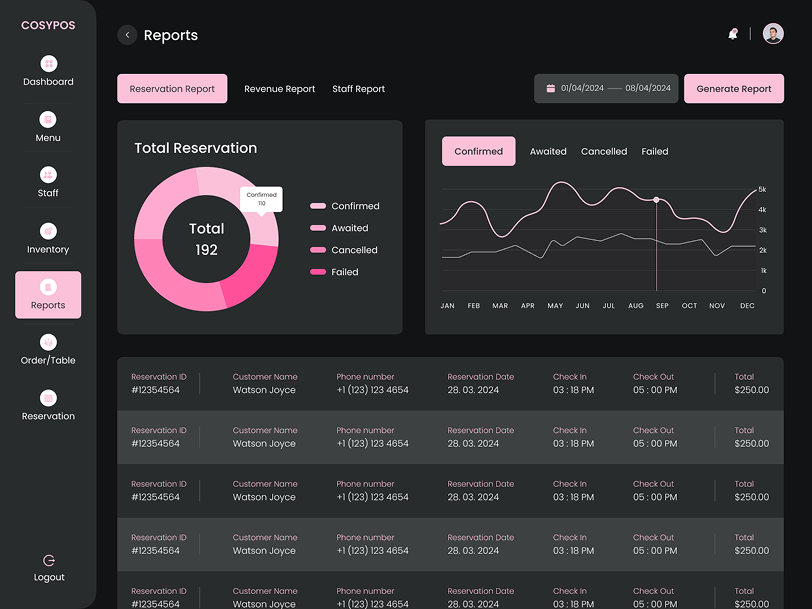 COSYPOS
Dashboard
Menu
Staff
Inventory
Reports
Order/Table
Reservation
Logout
Reports
Reservation Report Revenue Report Staff Report
01/04/2024 — 08/04/2024
Generate Report
Total Reservation
Confirmed
110
Total
192
Confirmed
Awaited
Cancelled
Failed
Confirmed Awaited Cancelled Failed
5k
4k
3k
2k
1k
0
JAN FEB MAR APR MAY JUN JUL AUG SEP OCT NOV DEC
Reservation ID Customer Name Phone number Reservation Date Check In Check Out Total
#12354564 Watson Joyce +1 (123) 123 4654 28. 03. 2024 03 : 18 PM 05 : 00 PM $250.00
Reservation ID Customer Name Phone number Reservation Date Check In Check Out Total
#12354564 Watson Joyce +1 (123) 123 4654 28. 03. 2024 03 : 18 PM 05 : 00 PM $250.00
Reservation ID Customer Name Phone number Reservation Date Check In Check Out Total
#12354564 Watson Joyce +1 (123) 123 4654 28. 03. 2024 03 : 18 PM 05 : 00 PM $250.00
Reservation ID Customer Name Phone number Reservation Date Check In Check Out Total
#12354564 Watson Joyce +1 (123) 123 4654 28. 03. 2024 03 : 18 PM 05 : 00 PM $250.00
Reservation ID Customer Name Phone number Reservation Date Check In Check Out Total
#12354564 Watson Joyce +1 (123) 123 4654 28. 03. 2024 03 : 18 PM 05 : 00 PM $250.00